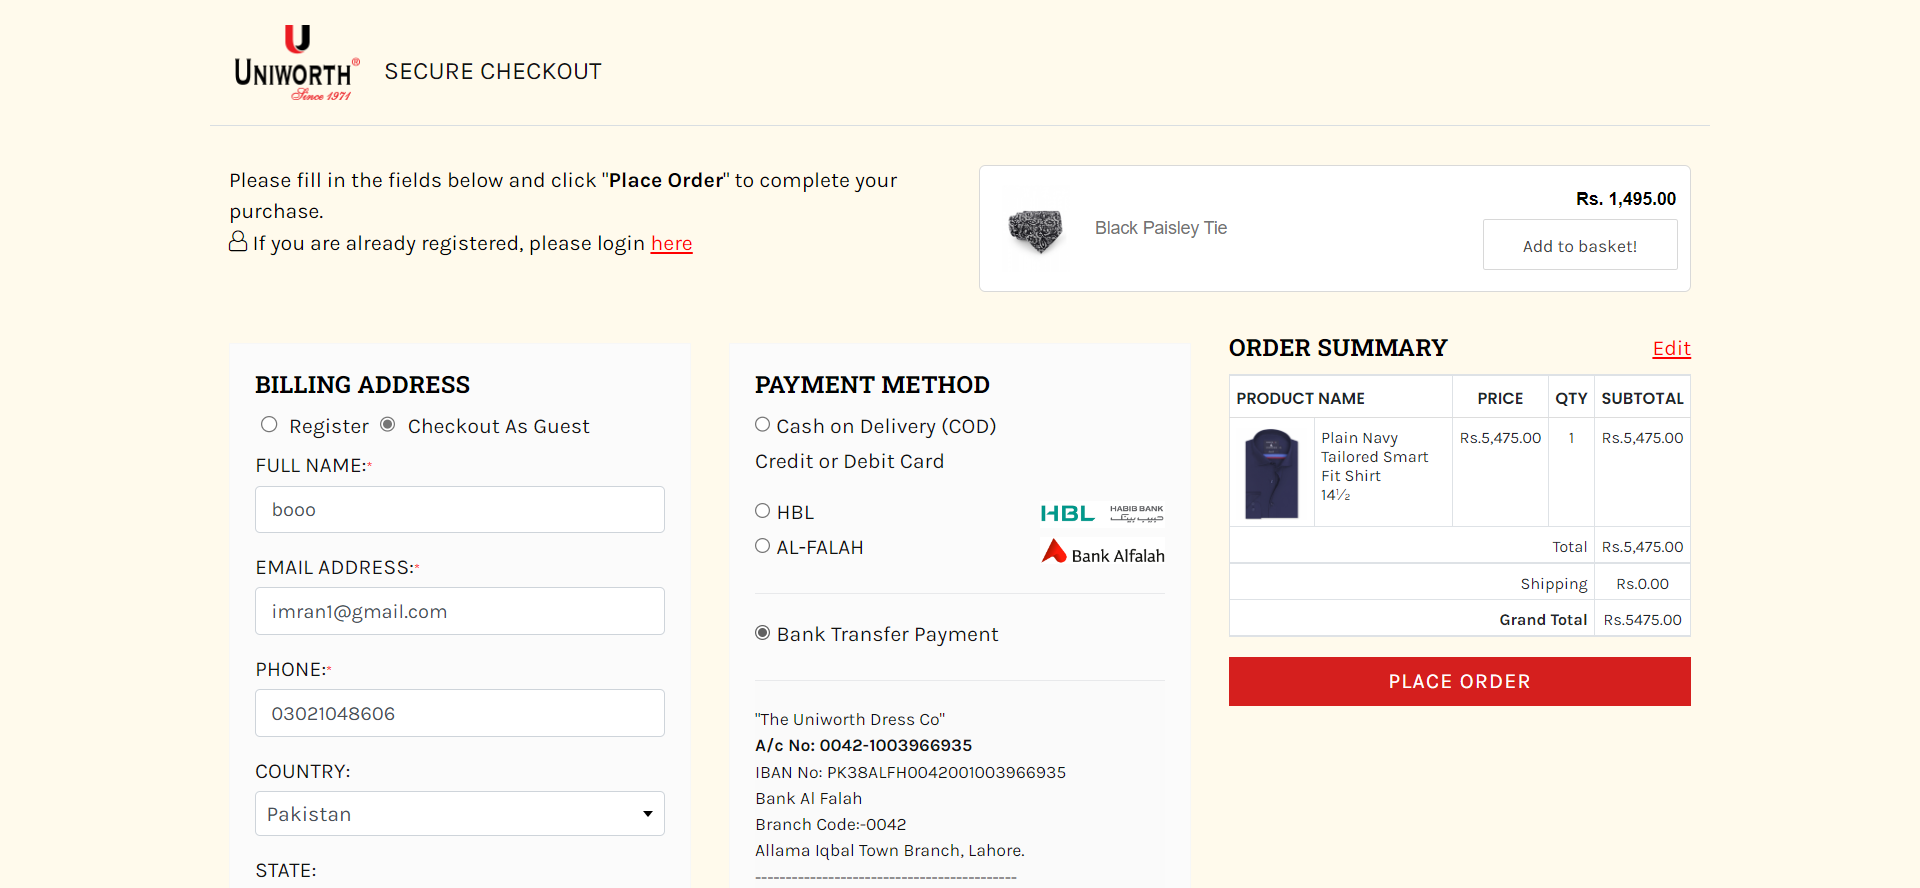 UNIWORTH®
Since 1971
SECURE CHECKOUT
Please fill in the fields below and click "Place Order" to complete your
purchase.
If you are already registered, please login here
Rs. 1,495.00
Black Paisley Tie
Add to basket!
BILLING ADDRESS
Register Checkout As Guest
FULL NAME:*
booo
EMAIL ADDRESS:*
imran1@gmail.com
PHONE:*
03021048606
COUNTRY:
Pakistan
STATE:
PAYMENT METHOD
Cash on Delivery (COD)
Credit or Debit Card
HBL
HBL HABIB BANK
حبیب بینک
AL-FALAH
Bank Alfalah
Bank Transfer Payment
"The Uniworth Dress Co"
A/c No: 0042-1003966935
IBAN No: PK38ALFH0042001003966935
Bank Al Falah
Branch Code:-0042
Allama Iqbal Town Branch, Lahore.
-------------------------------------------
ORDER SUMMARY
Edit
PRODUCT NAME PRICE QTY SUBTOTAL
Plain Navy Rs.5,475.00 1 Rs.5,475.00
Tailored Smart
Fit Shirt
14½
Total Rs.5,475.00
Shipping Rs.0.00
Grand Total Rs.5475.00
PLACE ORDER